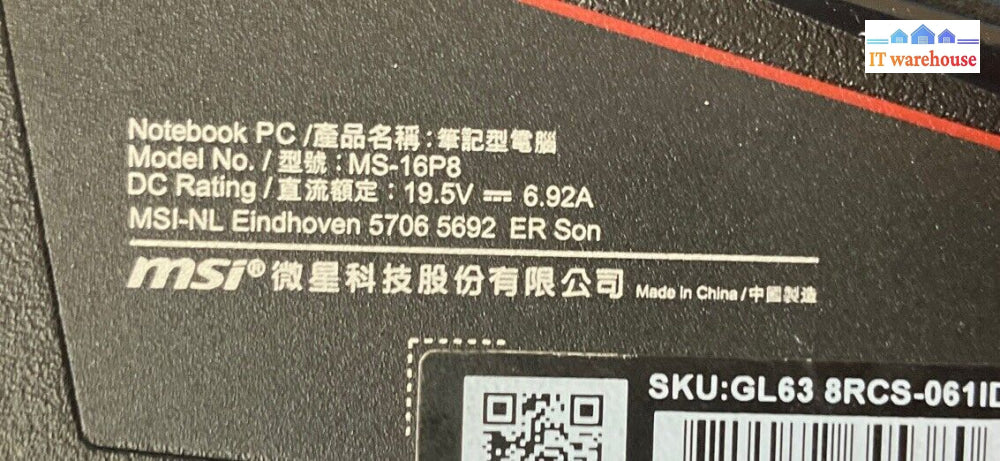 IT warehouse
Notebook PC /產品名稱:筆記型電腦
Model No. / 型號:MS-16P8
DC Rating / 直流額定:19.5V ⎓ 6.92A
MSI-NL Eindhoven 5706 5692 ER Son
msi® 微星科技股份有限公司 Made In China /中國製造
SKU:GL63 8RCS-061ID